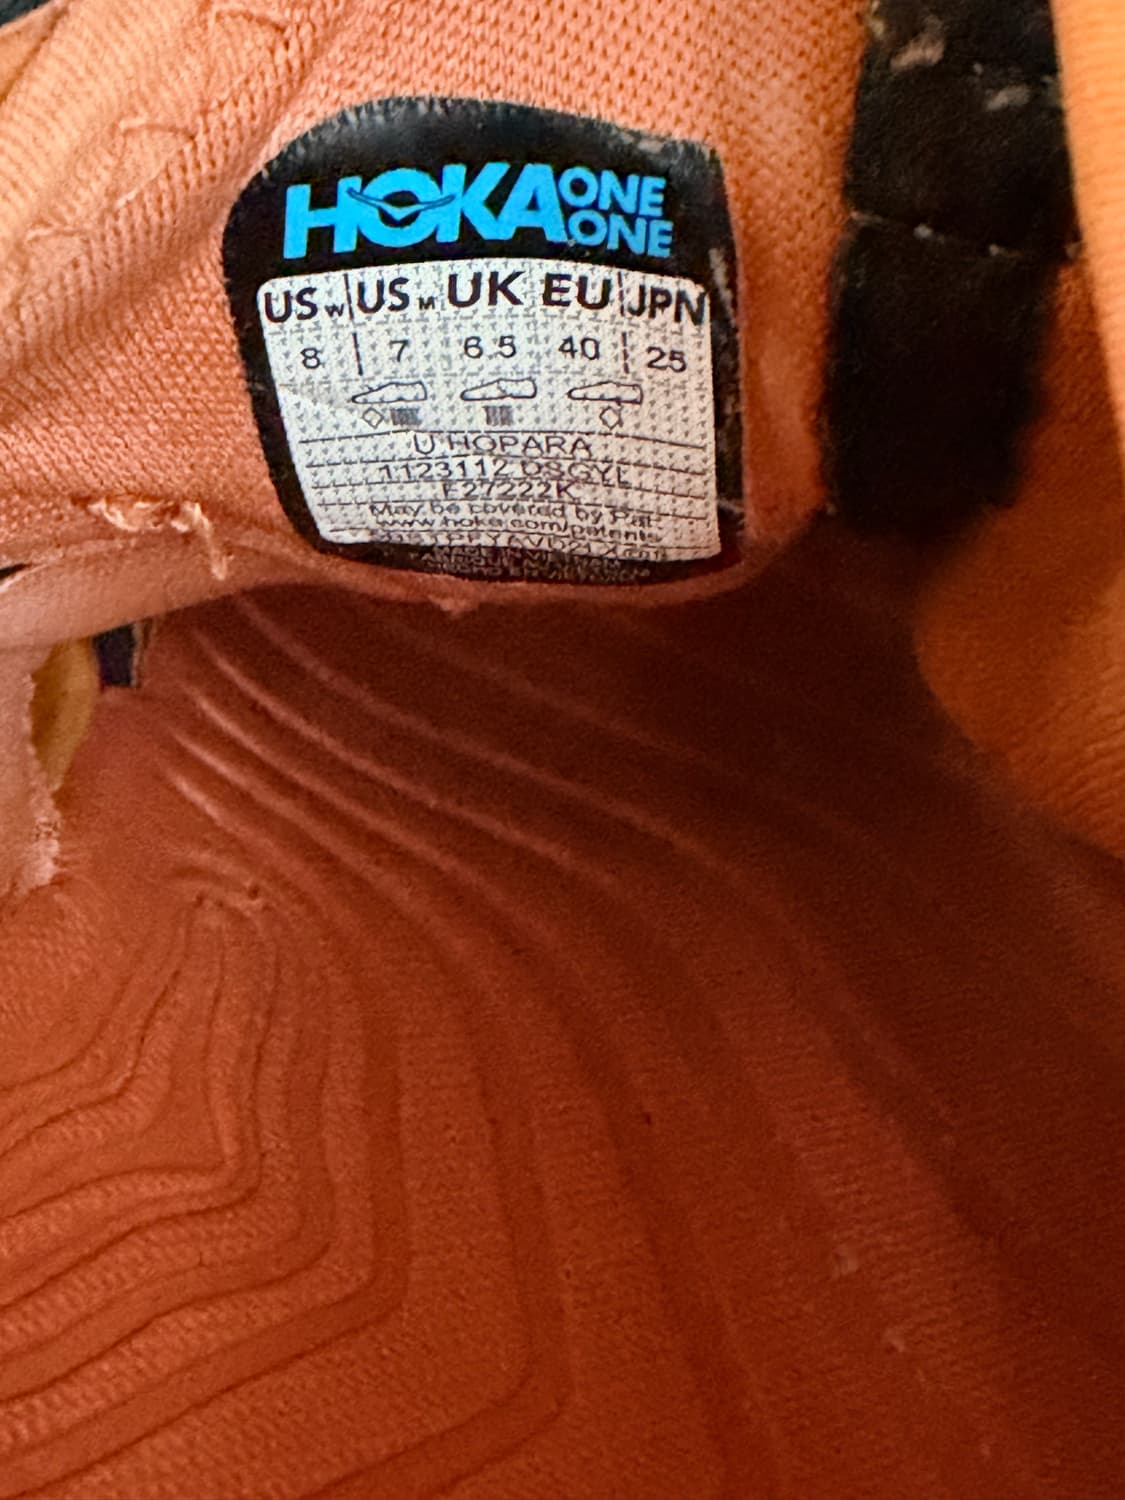 HOKA ONE ONE
US W US M UK EU JPN
8 7 6.5 40 25
U HOPARA
1123112 DSGYL
F27222K
May be covered by Pat.
www.hoka.com/patents